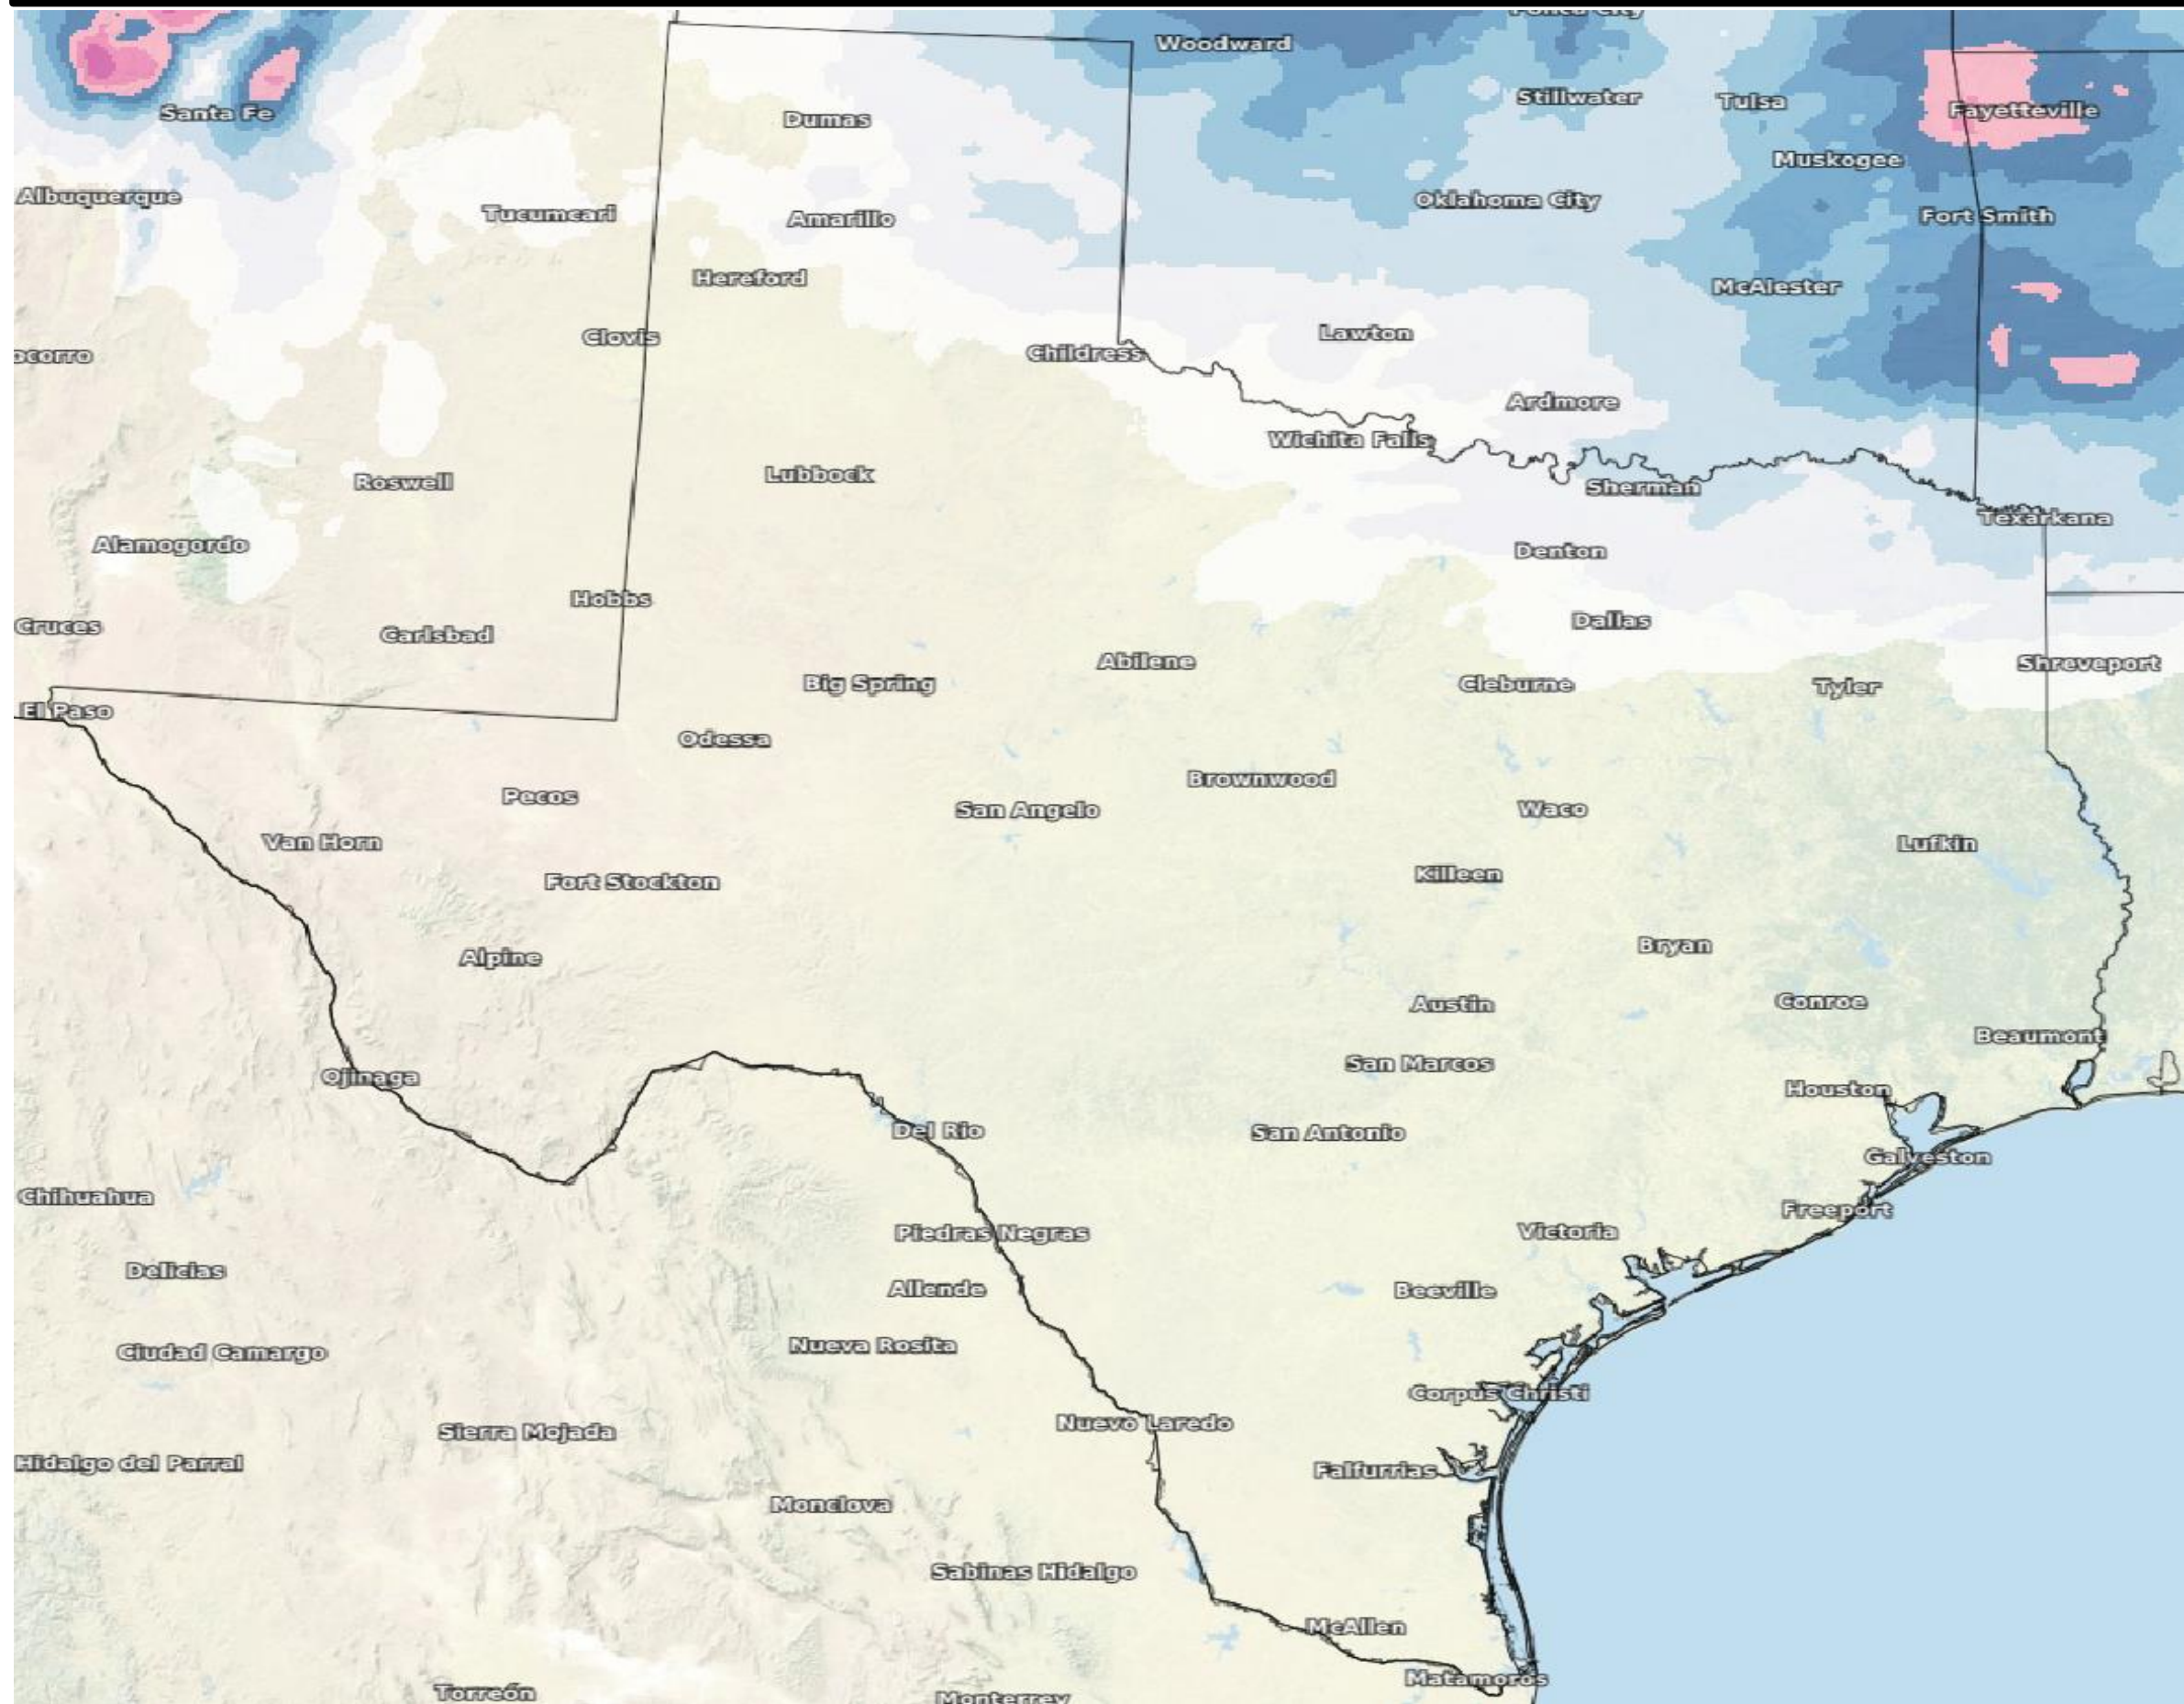 Ponca City
Woodward
Stillwater
Tulsa
Santa Fe
Dumas
Fayetteville
Muskogee
Albuquerque
Tucumcari
Amarillo
Oklahoma City
Fort Smith
Hereford
McAlester
Clovis
Lawton
ocorro
Childress
Ardmore
Wichita Falls
Roswell
Lubbock
Sherman
Texarkana
Alamogordo
Denton
Hobbs
Cruces
Carlsbad
Dallas
Abilene
Shreveport
Big Spring
Cleburne
Tyler
El Paso
Odessa
Pecos
Brownwood
San Angelo
Waco
Van Horn
Lufkin
Fort Stockton
Killeen
Alpine
Bryan
Austin
Conroe
Beaumont
San Marcos
Ojinaga
Houston
Del Rio
San Antonio
Galveston
Chihuahua
Freeport
Piedras Negras
Victoria
Delicias
Allende
Beeville
Ciudad Camargo
Nueva Rosita
Corpus Christi
Nuevo Laredo
Sierra Mojada
Hidalgo del Parral
Falfurrias
Monclova
Sabinas Hidalgo
McAllen
Matamoros
Torreón
Monterrey